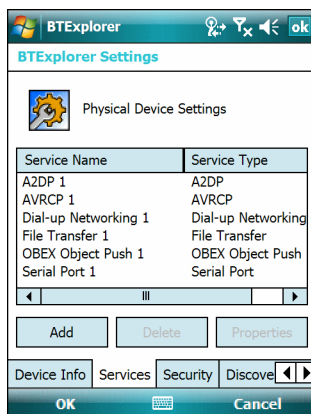 BTExplorer ok
BTExplorer Settings
Physical Device Settings
Service Name Service Type
A2DP 1 A2DP
AVRCP 1 AVRCP
Dial-up Networking 1 Dial-up Networking
File Transfer 1 File Transfer
OBEX Object Push 1 OBEX Object Push
Serial Port 1 Serial Port
Add Delete Properties
Device Info Services Security Discove
OK Cancel